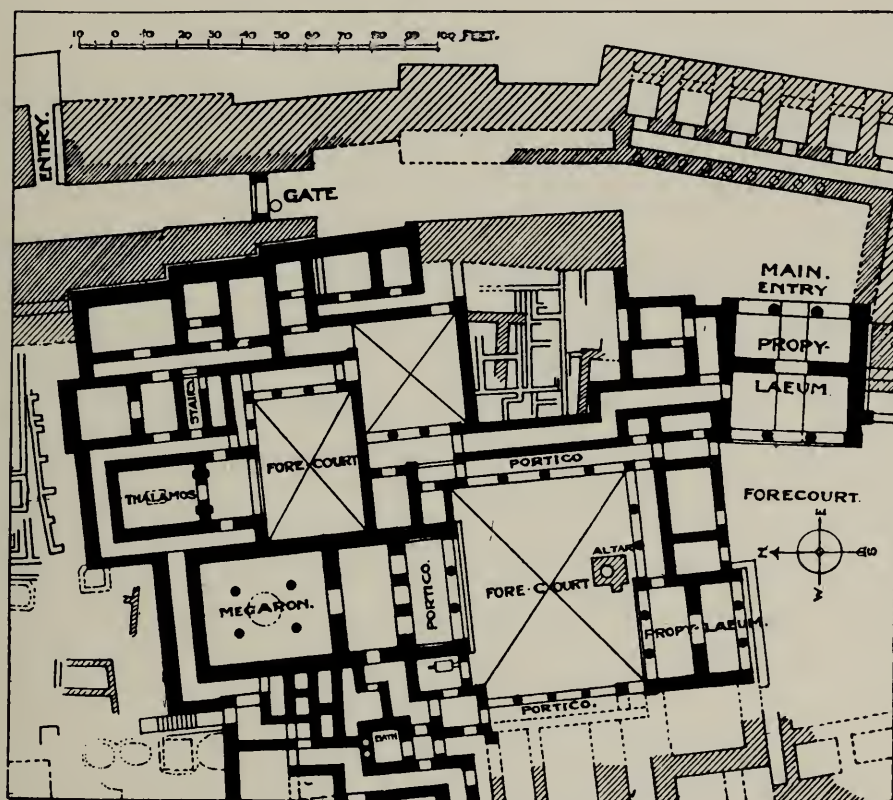 10 0 10 20 30 40 50 60 70 80 90 100 FEET.
ENTRY.
GATE
MAIN.
ENTRY
PROPY-
LAEUM.
STAIRS
FORE-COURT
PORTICO
THALAMOS
FORECOURT.
N E S W
ALTAR
MEGARON.
PORTICO.
FORE-COURT
PROPY-LAEUM.
PORTICO.
BATH